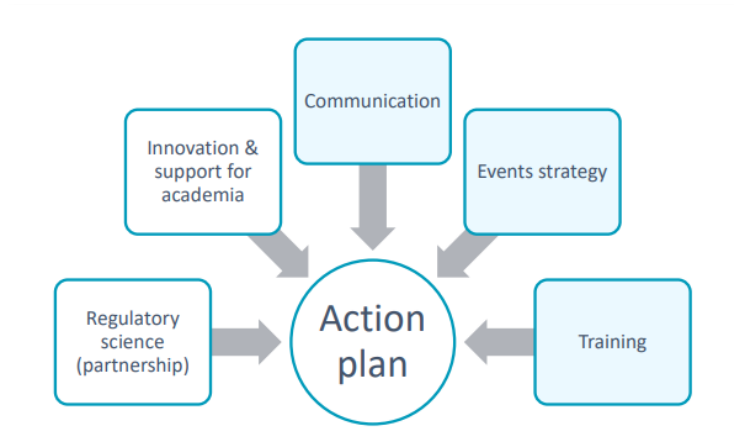 Communication
Innovation &
support for
academia
Events strategy
Regulatory
science
(partnership)
Action
plan
Training